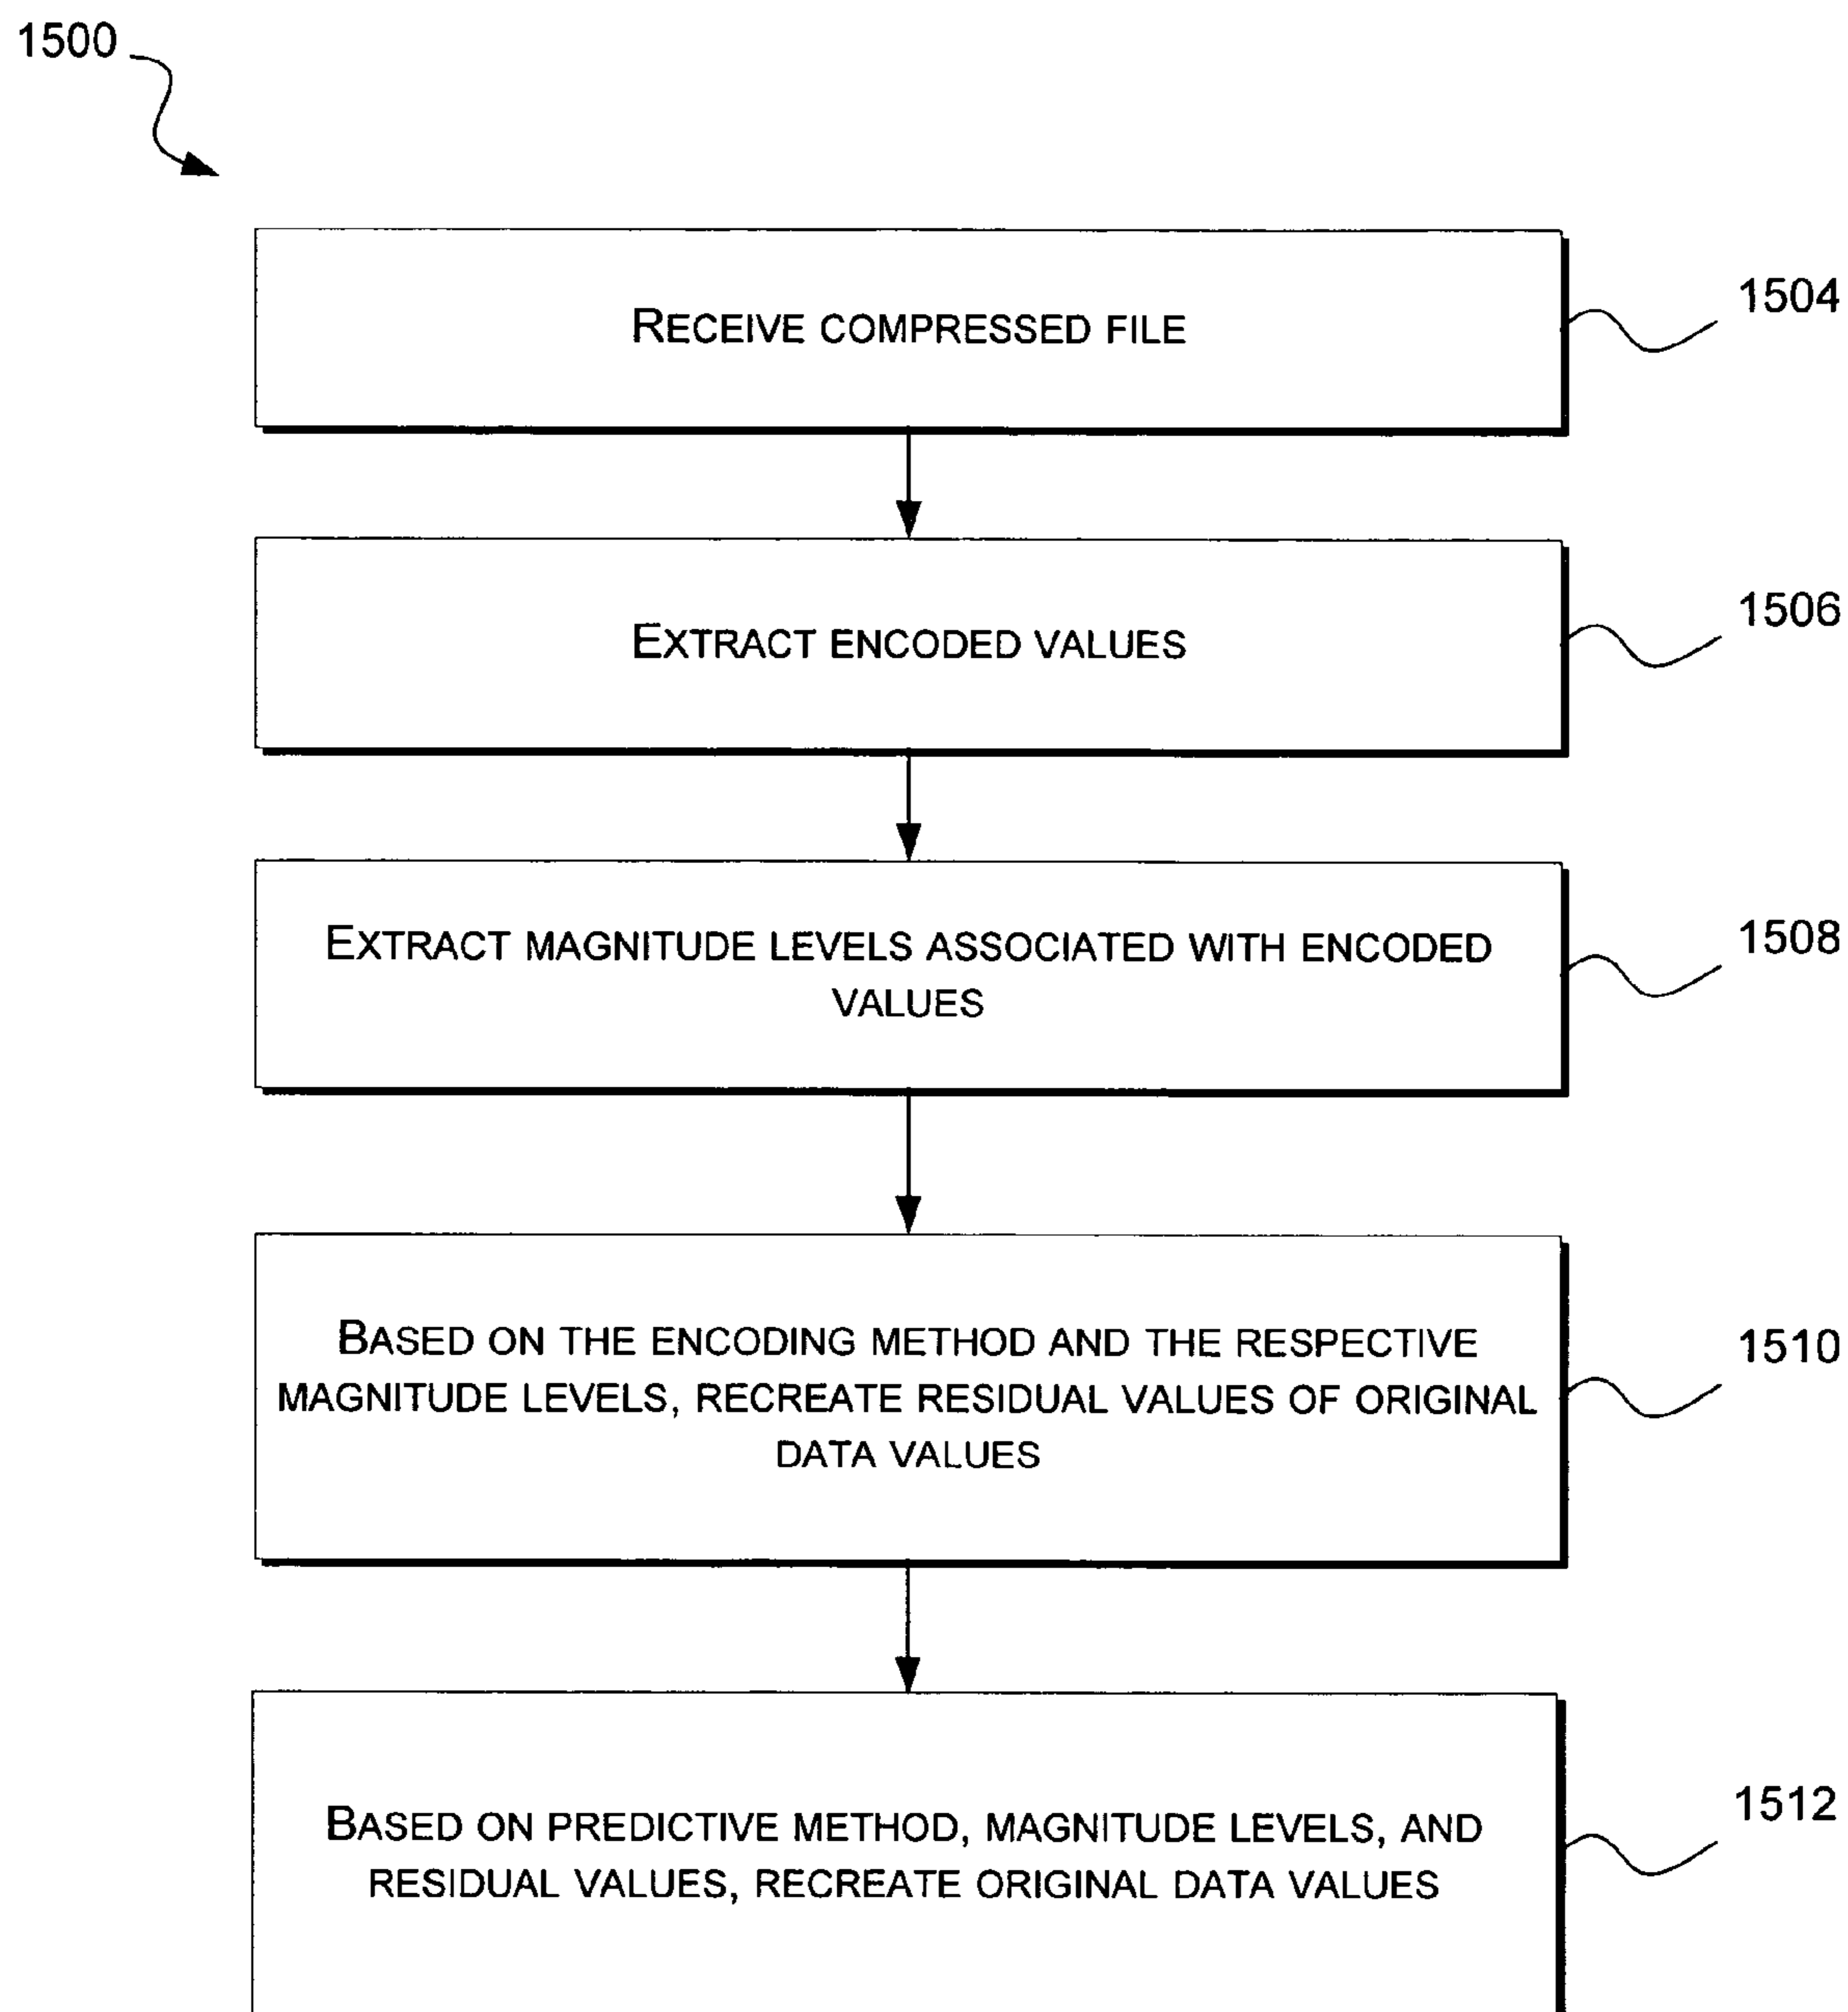 1500
RECEIVE COMPRESSED FILE
1504
EXTRACT ENCODED VALUES
1506
EXTRACT MAGNITUDE LEVELS ASSOCIATED WITH ENCODED
VALUES
1508
BASED ON THE ENCODING METHOD AND THE RESPECTIVE
MAGNITUDE LEVELS, RECREATE RESIDUAL VALUES OF ORIGINAL
DATA VALUES
1510
BASED ON PREDICTIVE METHOD, MAGNITUDE LEVELS, AND
RESIDUAL VALUES, RECREATE ORIGINAL DATA VALUES
1512